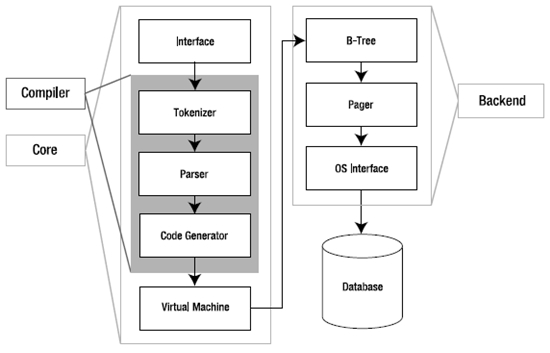 Compiler
Core
Interface
Tokenizer
Parser
Code Generator
Virtual Machine
B-Tree
Pager
OS Interface
Database
Backend